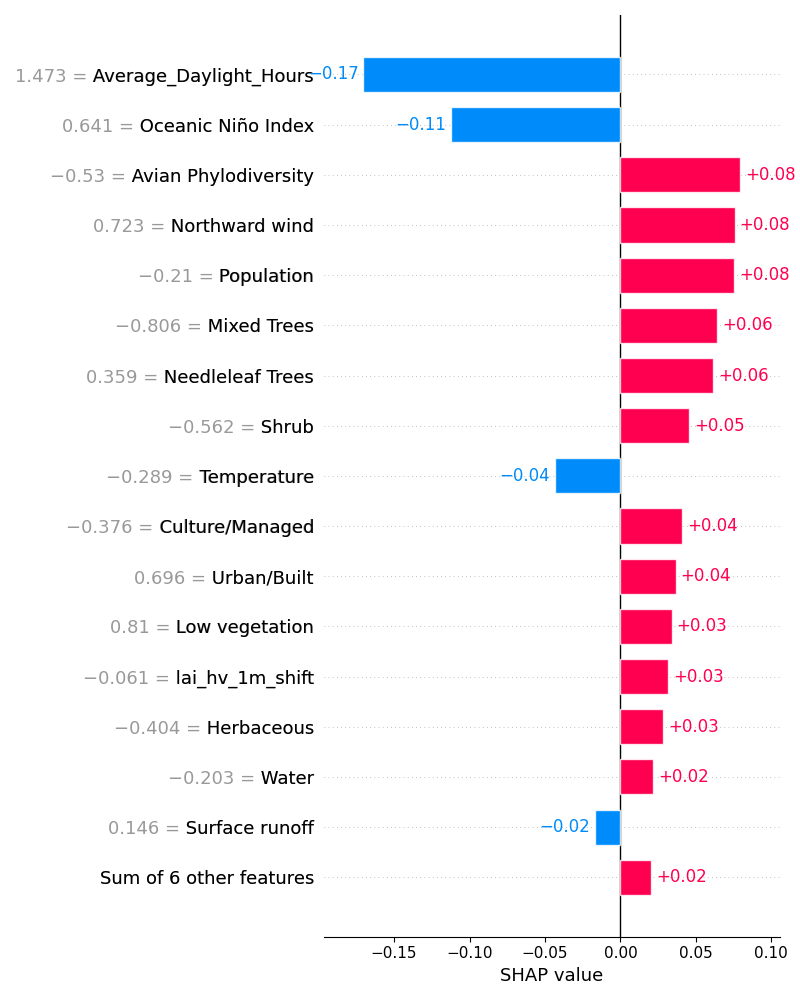 1.473 = Average_Daylight_Hours −0.17
0.641 = Oceanic Niño Index −0.11
−0.53 = Avian Phylodiversity +0.08
0.723 = Northward wind +0.08
−0.21 = Population +0.08
−0.806 = Mixed Trees +0.06
0.359 = Needleleaf Trees +0.06
−0.562 = Shrub +0.05
−0.289 = Temperature −0.04
−0.376 = Culture/Managed +0.04
0.696 = Urban/Built +0.04
0.81 = Low vegetation +0.03
−0.061 = lai_hv_1m_shift +0.03
−0.404 = Herbaceous +0.03
−0.203 = Water +0.02
0.146 = Surface runoff −0.02
Sum of 6 other features +0.02
−0.15 −0.10 −0.05 0.00 0.05 0.10
SHAP value